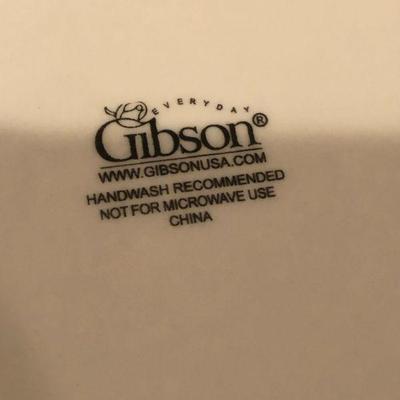 EVERYDAY
Gibson®
WWW.GIBSONUSA.COM
HANDWASH RECOMMENDED
NOT FOR MICROWAVE USE
CHINA